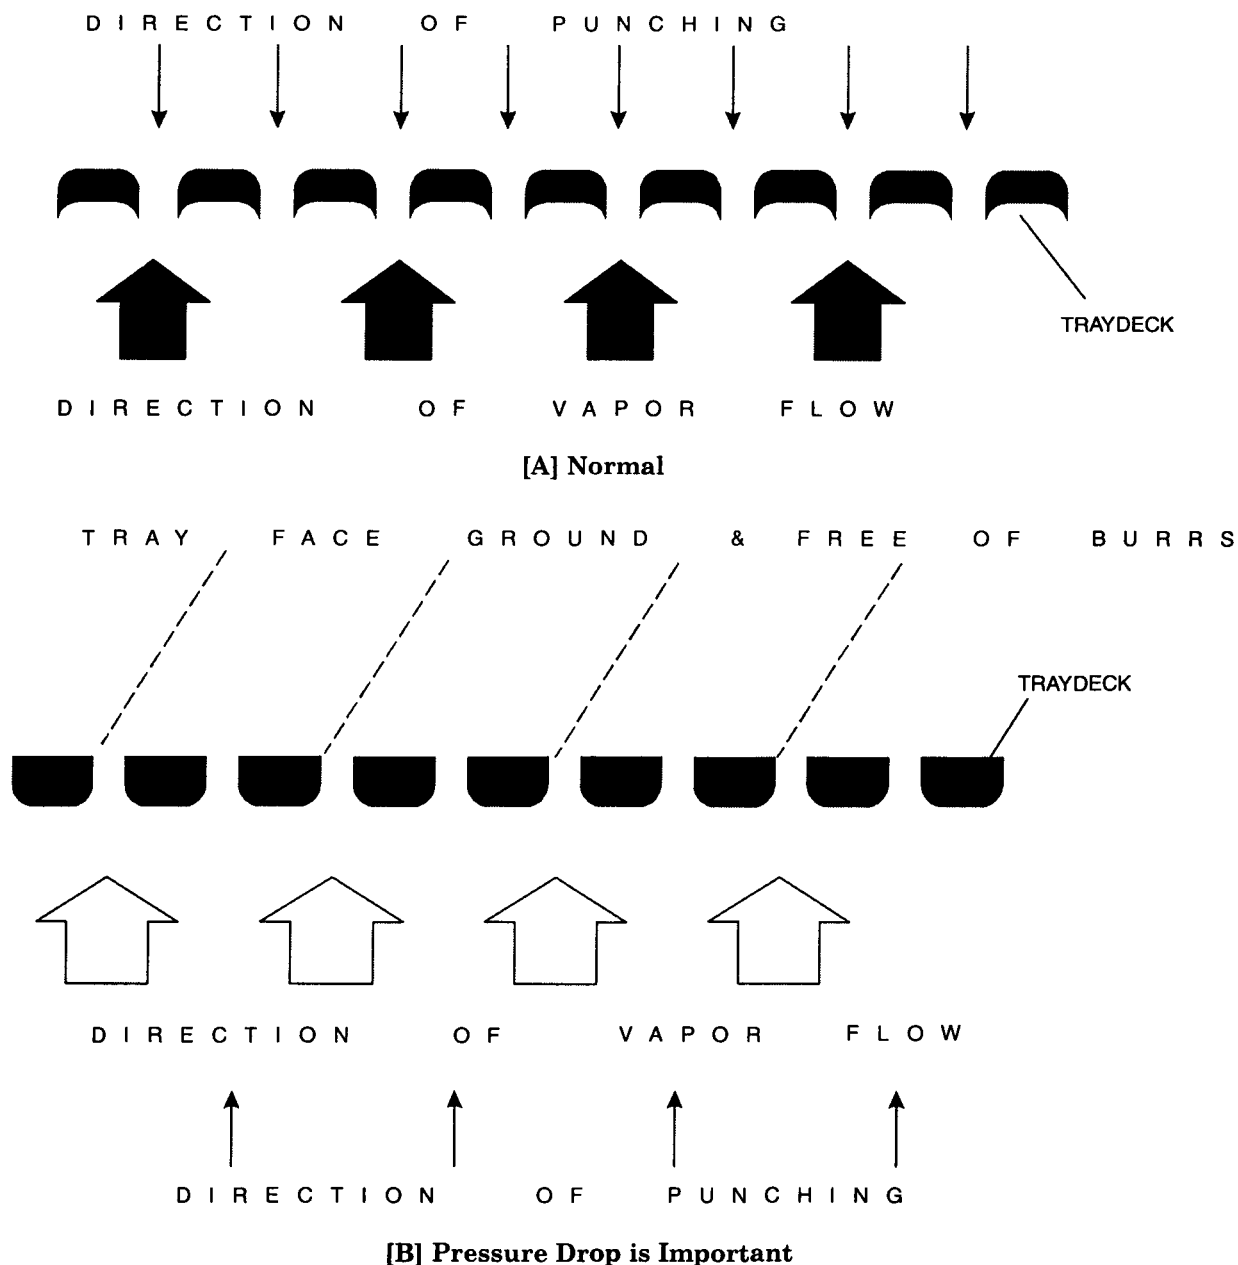 DIRECTION OF PUNCHING
TRAYDECK
DIRECTION OF VAPOR FLOW
[A] Normal
TRAY FACE GROUND & FREE OF BURRS
TRAYDECK
DIRECTION OF VAPOR FLOW
DIRECTION OF PUNCHING
[B] Pressure Drop is Important